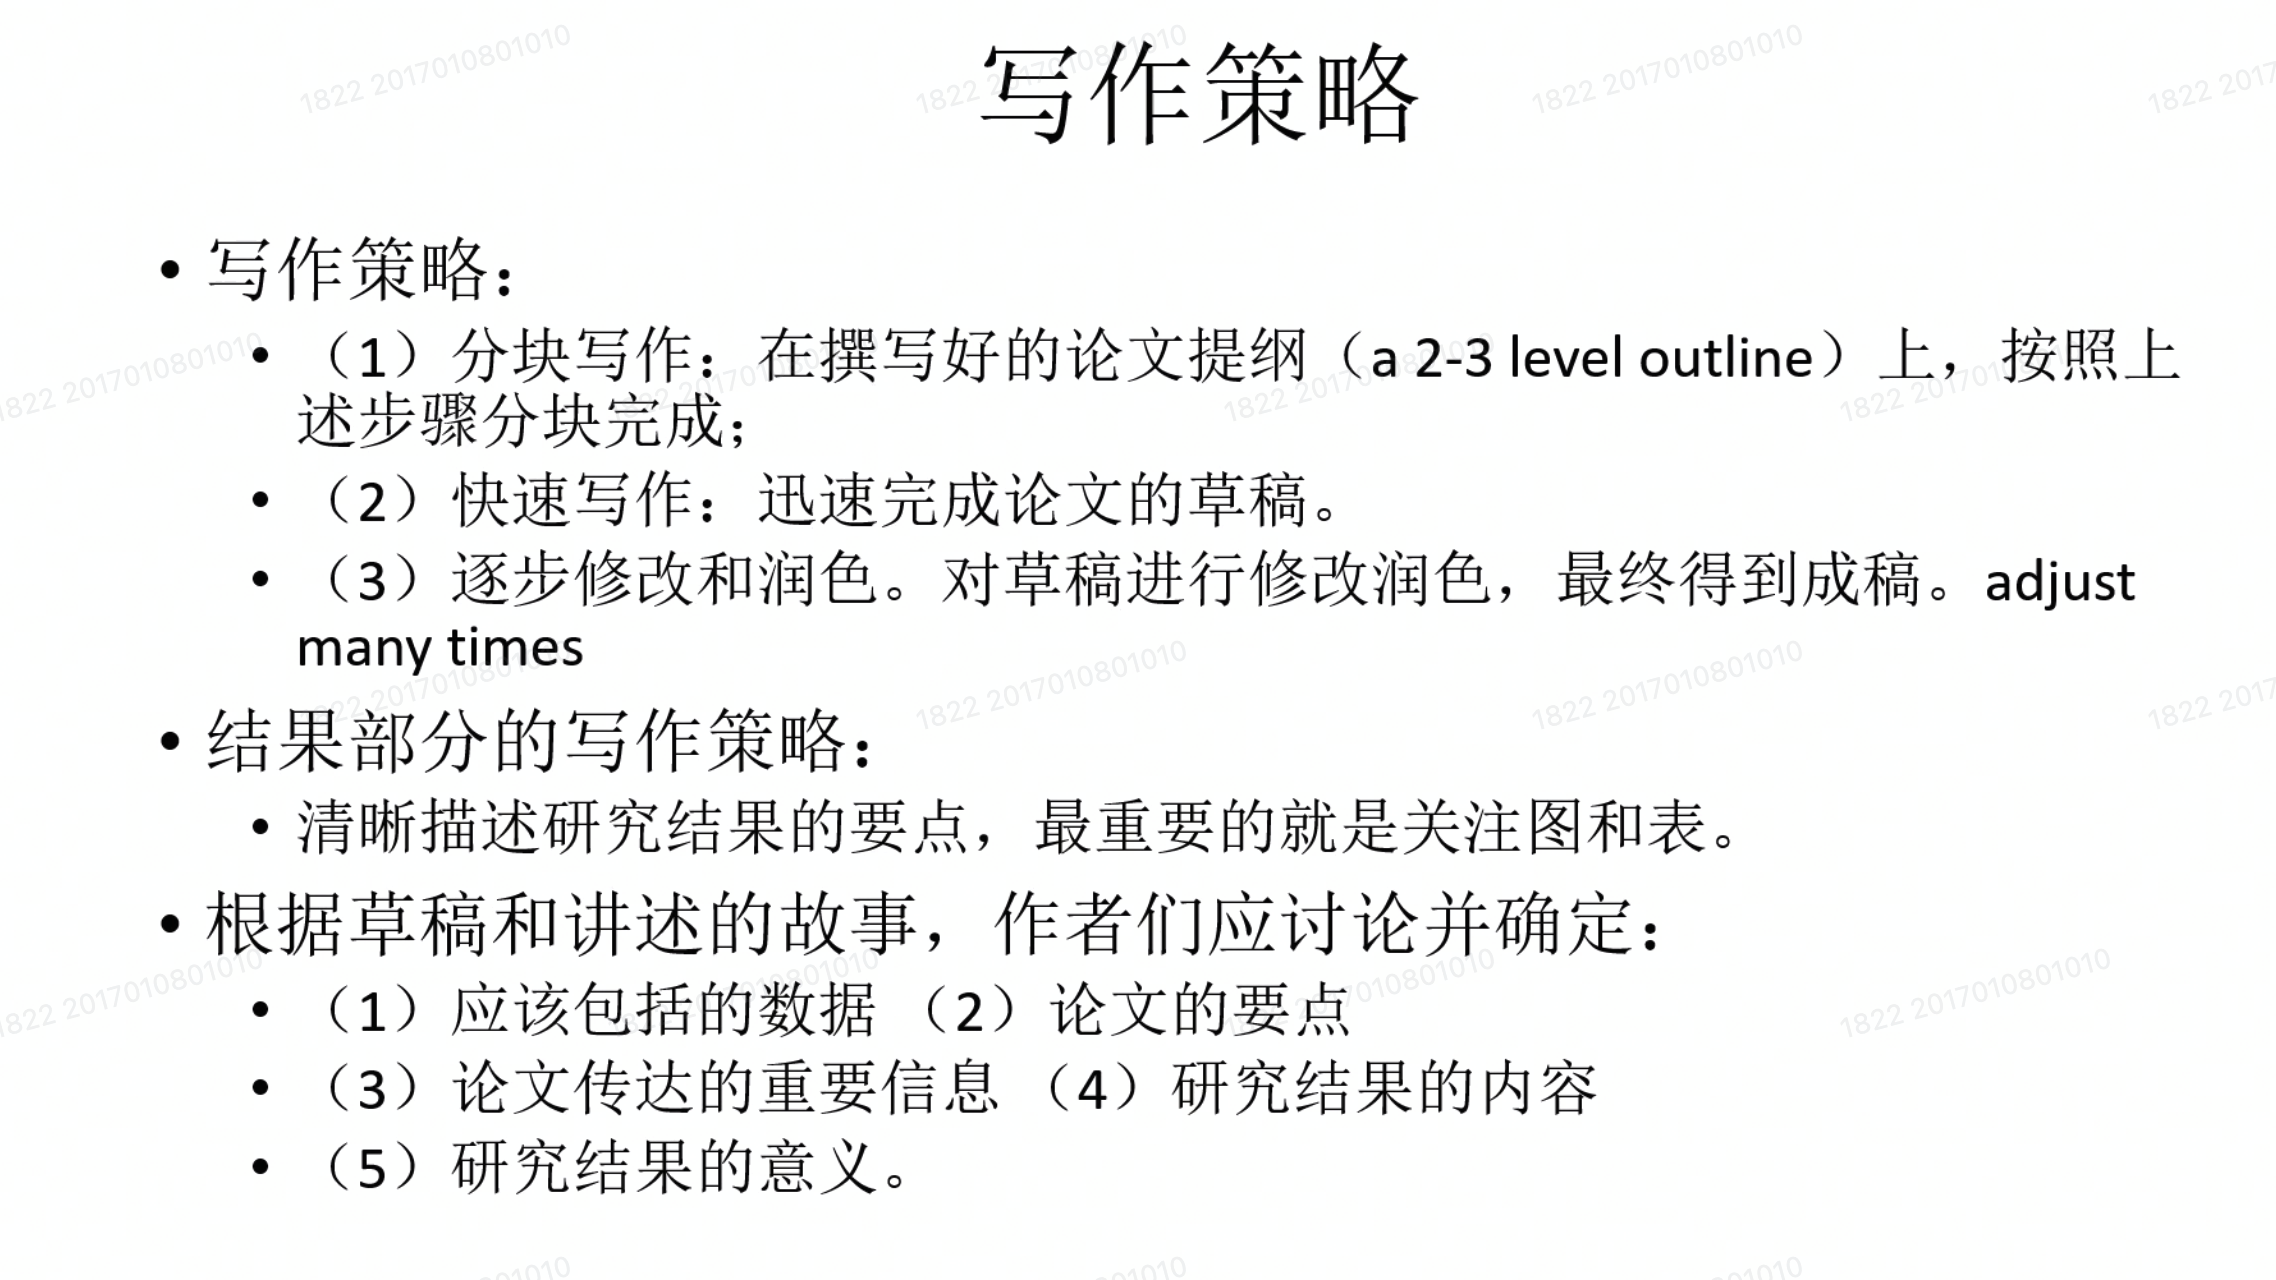 写作策略
• 写作策略：
• （1）分块写作：在撰写好的论文提纲（a 2-3 level outline）上，按照上
述步骤分块完成；
• （2）快速写作：迅速完成论文的草稿。
• （3）逐步修改和润色。对草稿进行修改润色，最终得到成稿。adjust
many times
• 结果部分的写作策略：
• 清晰描述研究结果的要点，最重要的就是关注图和表。
• 根据草稿和讲述的故事，作者们应讨论并确定：
• （1）应该包括的数据 （2）论文的要点
• （3）论文传达的重要信息 （4）研究结果的内容
• （5）研究结果的意义。
1822 2017010801010